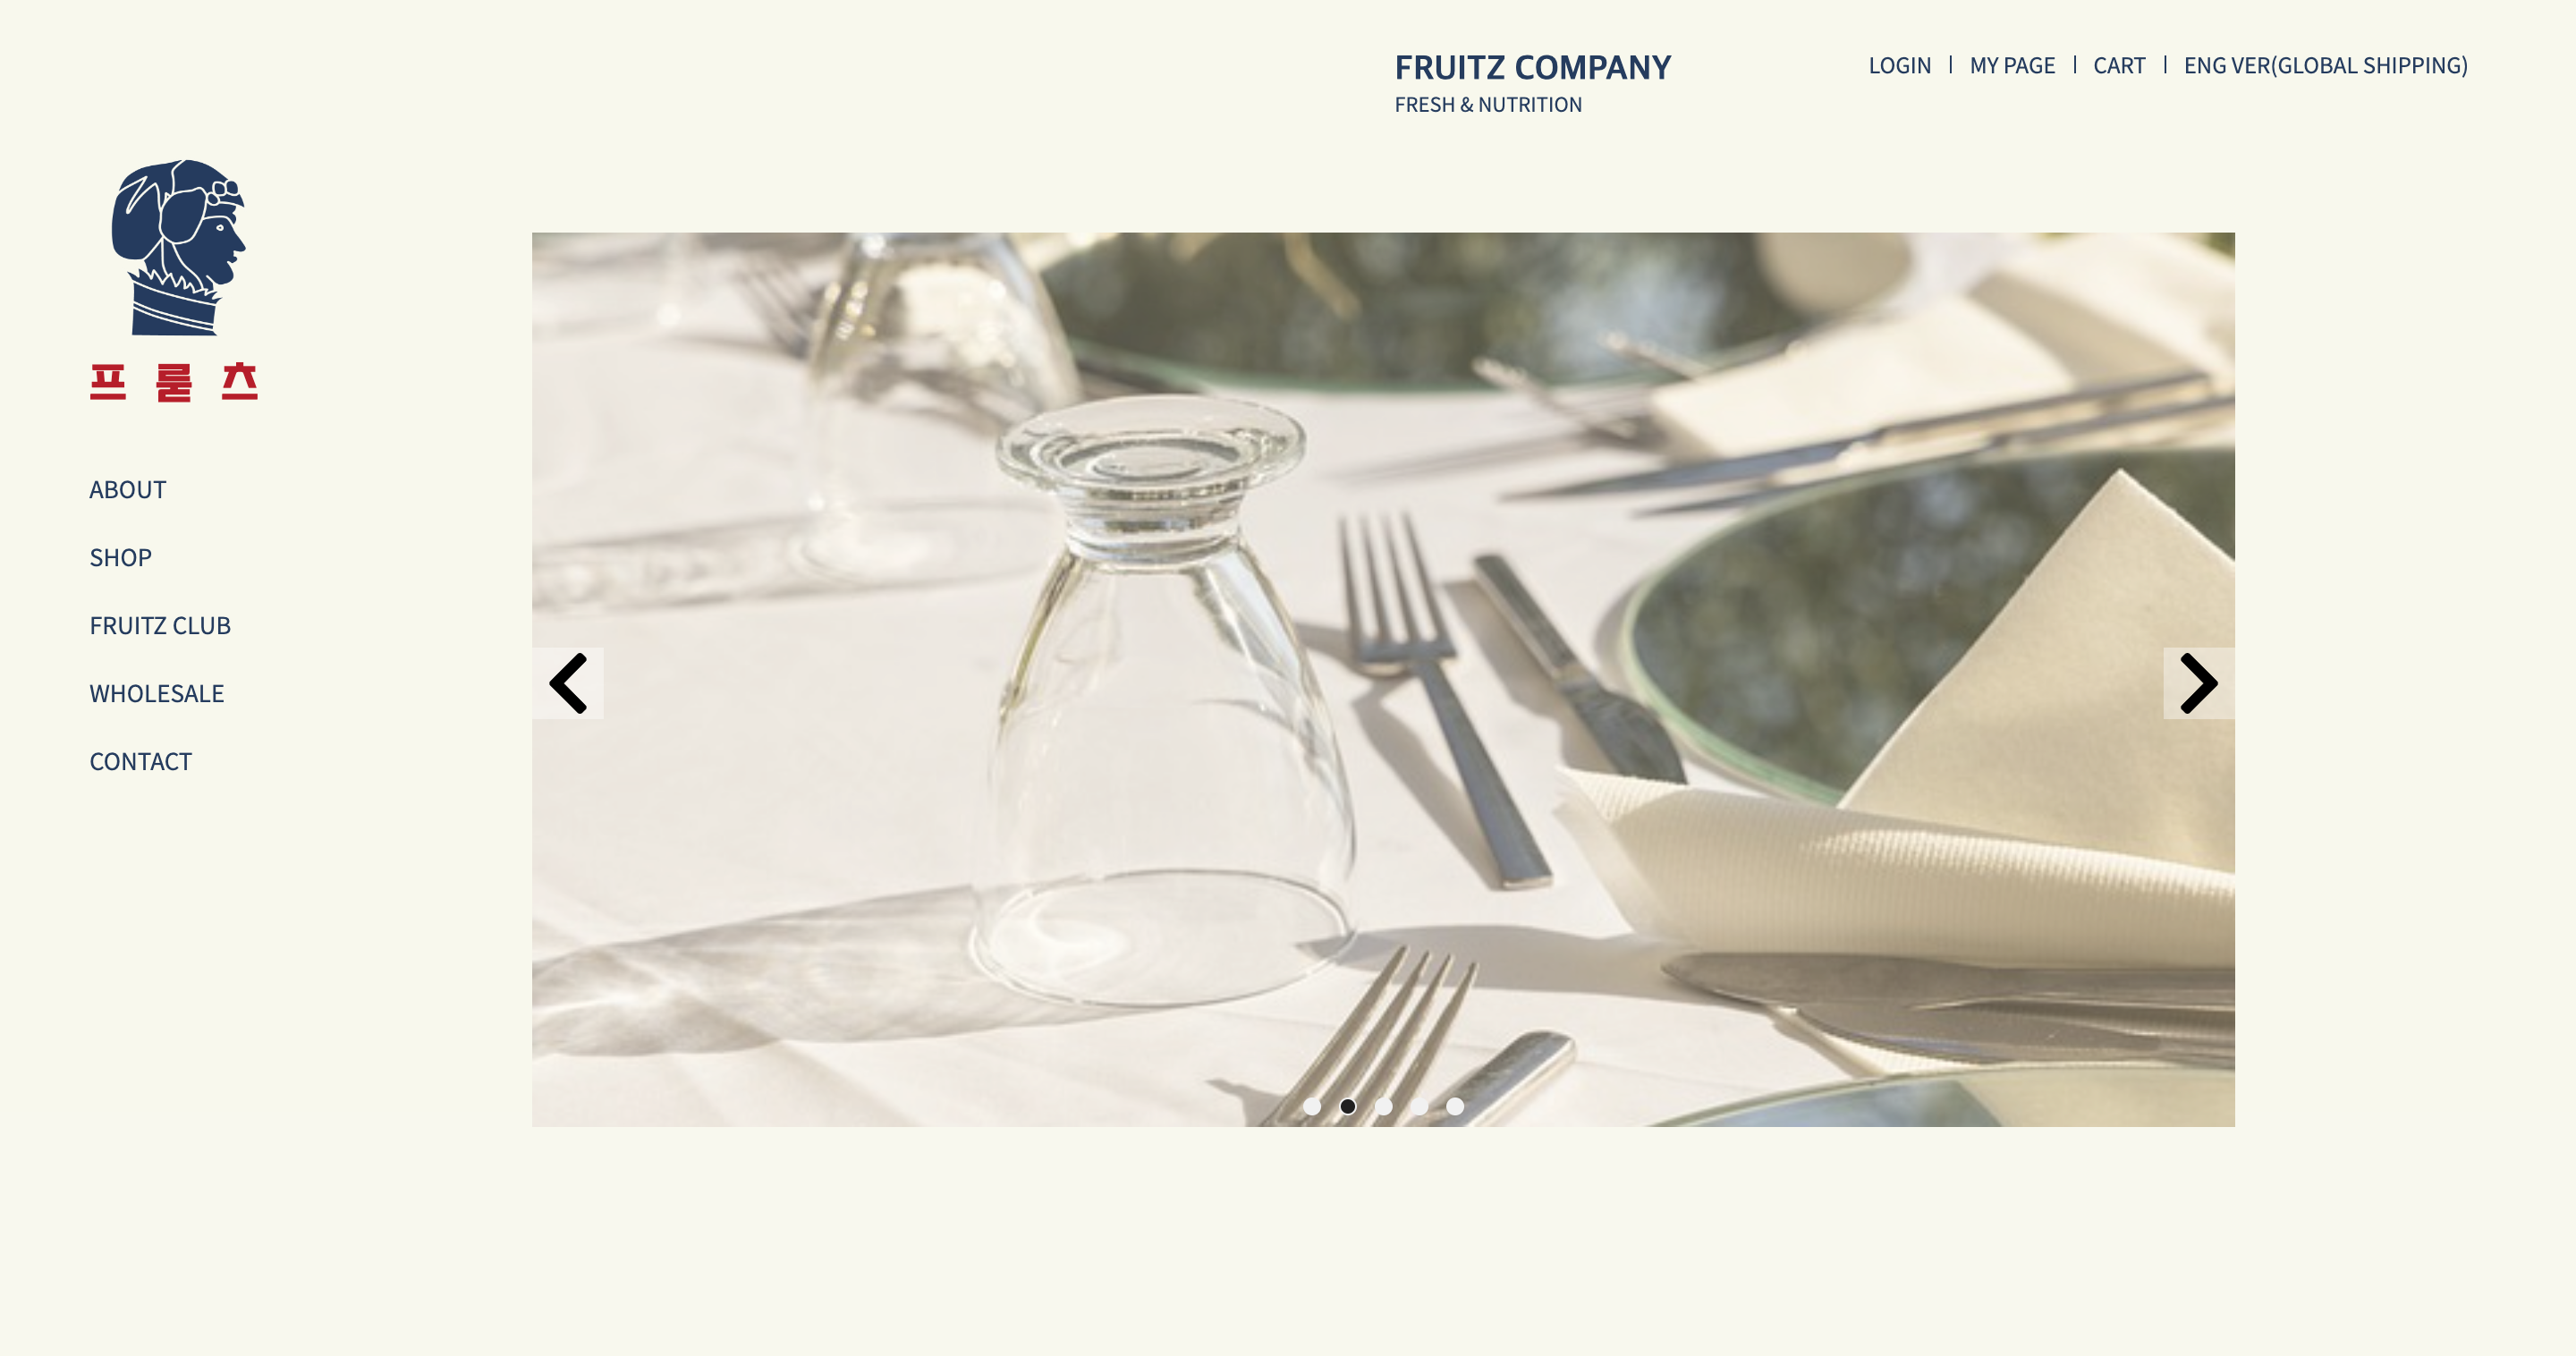 FRUITZ COMPANY
FRESH & NUTRITION
LOGIN | MY PAGE | CART | ENG VER(GLOBAL SHIPPING)
프룰츠
ABOUT
SHOP
FRUITZ CLUB
WHOLESALE
CONTACT